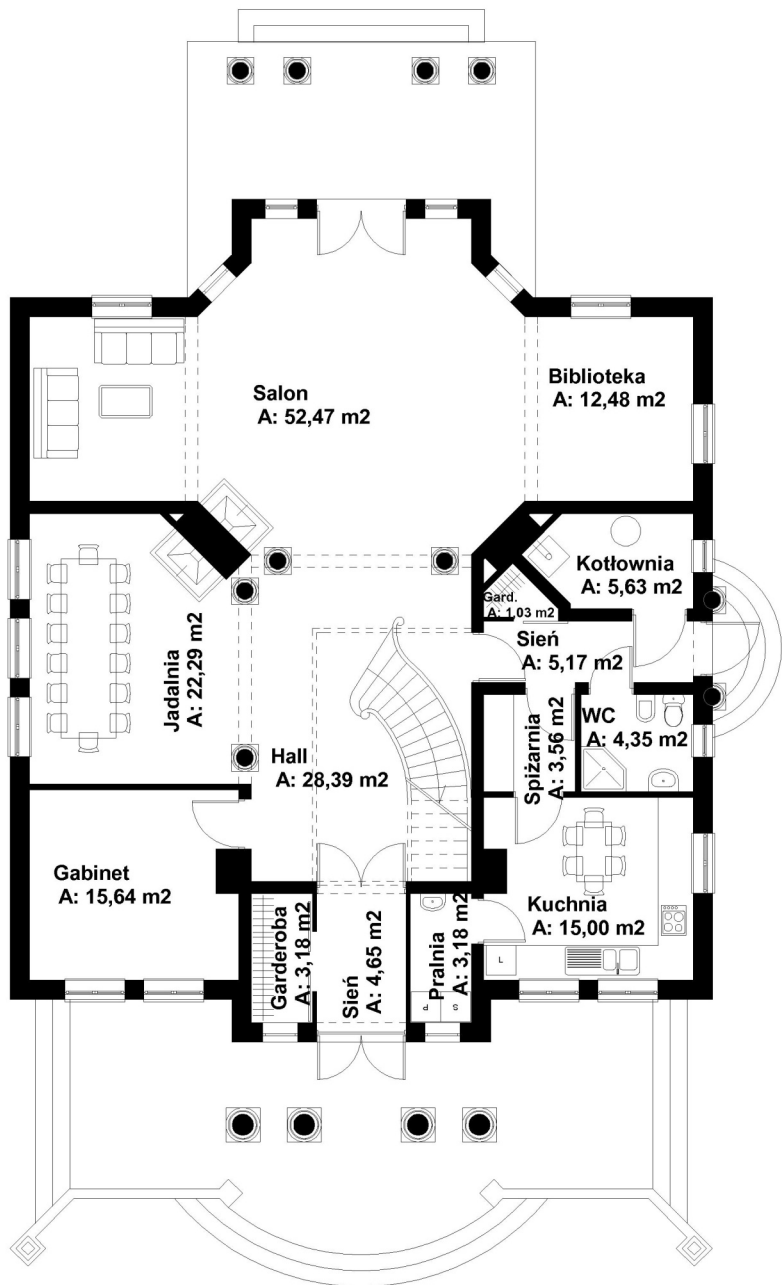 Salon
A: 52,47 m2
Biblioteka
A: 12,48 m2
Kotłownia
A: 5,63 m2
Gard.
A: 1,03 m2
Sień
A: 5,17 m2
Jadalnia
A: 22,29 m2
WC
A: 4,35 m2
Spiżarnia
A: 3,56 m2
Hall
A: 28,39 m2
Gabinet
A: 15,64 m2
Kuchnia
A: 15,00 m2
Garderoba
A: 3,18 m2
Sień
A: 4,65 m2
Pralnia
A: 3,18 m2
L
P
S